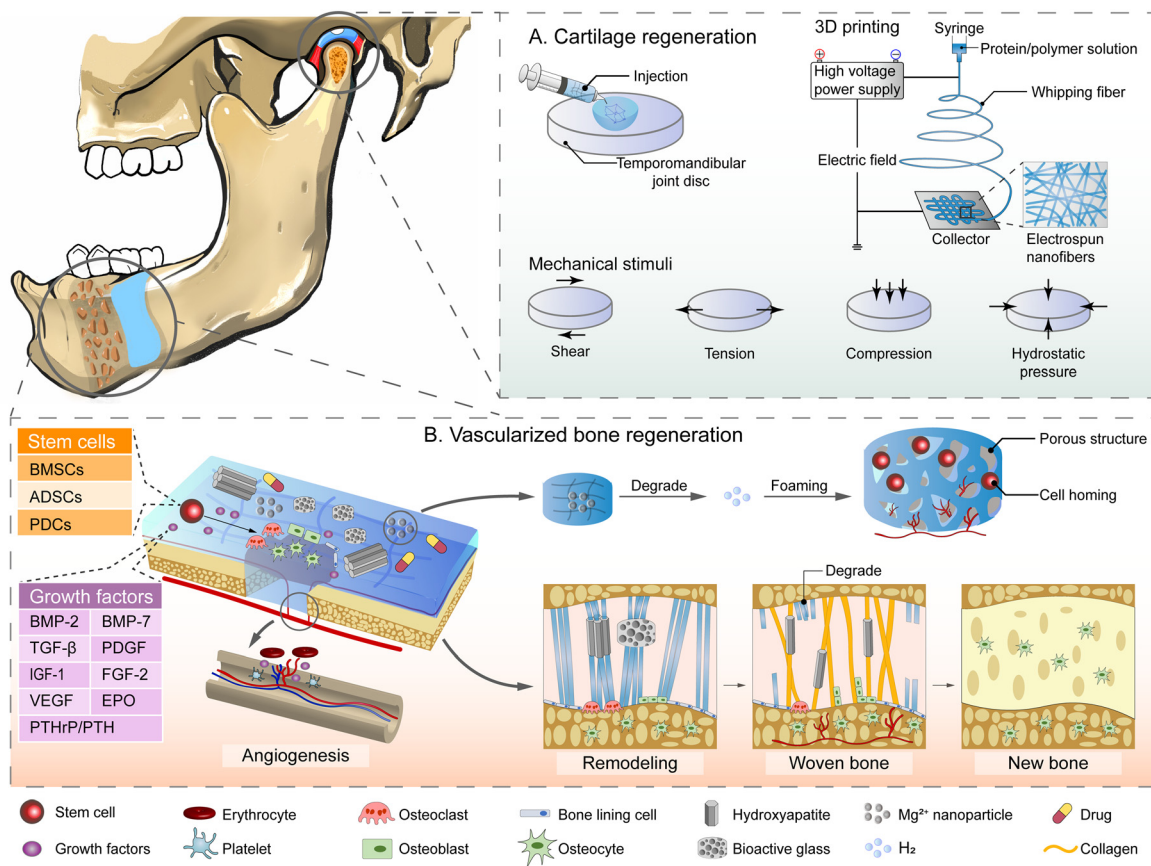 A. Cartilage regeneration
Injection
Temporomandibular
joint disc
3D printing
Syringe
Protein/polymer solution
+
−
High voltage
power supply
Whipping fiber
Electric field
Collector
Electrospun
nanofibers
Mechanical stimuli
Shear
Tension
Compression
Hydrostatic
pressure
B. Vascularized bone regeneration
Stem cells
BMSCs
ADSCs
PDCs
Growth factors
BMP-2 BMP-7
TGF-β PDGF
IGF-1 FGF-2
VEGF EPO
PTHrP/PTH
Degrade
Foaming
Porous structure
Cell homing
Angiogenesis
Degrade
Remodeling
Woven bone
New bone
Stem cell
Erythrocyte
Osteoclast
Bone lining cell
Hydroxyapatite
Mg²⁺ nanoparticle
Drug
Growth factors
Platelet
Osteoblast
Osteocyte
Bioactive glass
H₂
Collagen